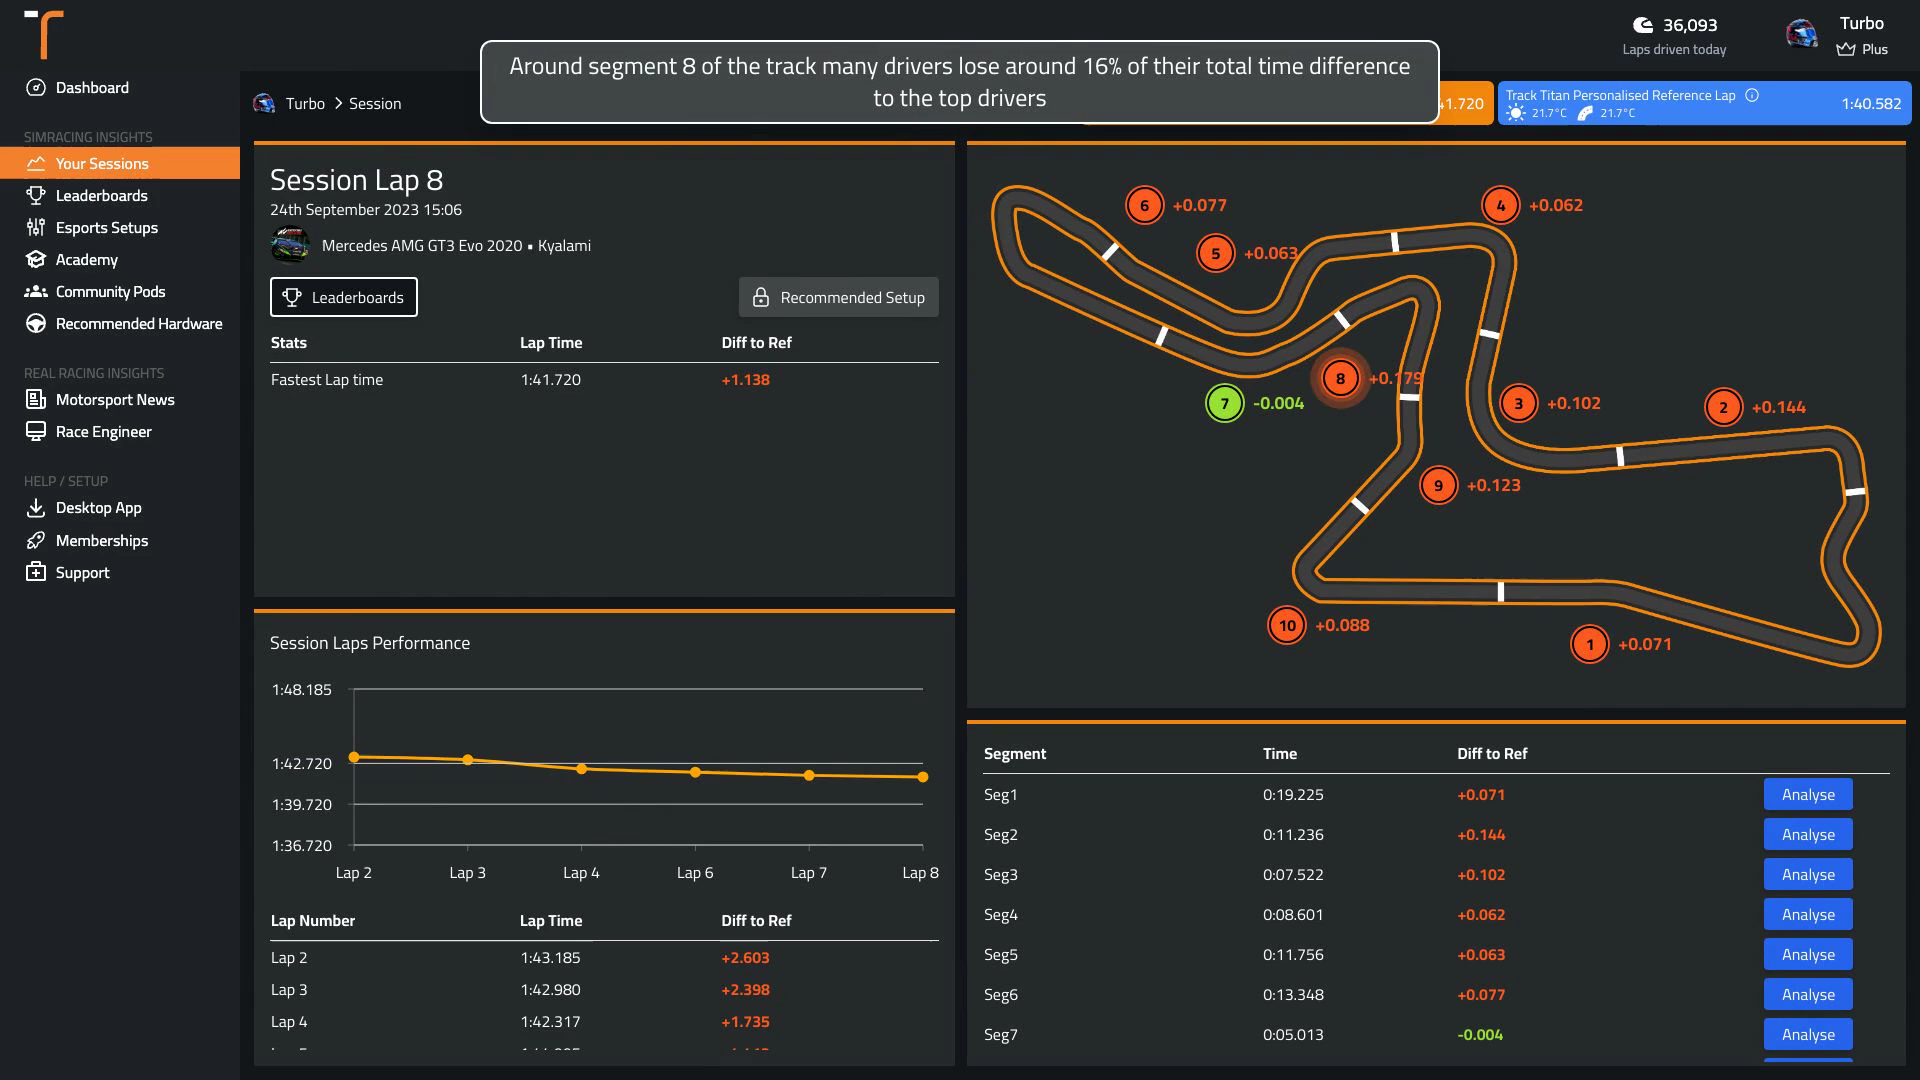 36,093
Laps driven today
Turbo
Plus
Dashboard
SIMRACING INSIGHTS
Your Sessions
Leaderboards
Esports Setups
Academy
Community Pods
Recommended Hardware
REAL RACING INSIGHTS
Motorsport News
Race Engineer
HELP / SETUP
Desktop App
Memberships
Support
Turbo > Session
Around segment 8 of the track many drivers lose around 16% of their total time difference
to the top drivers
1.720
Track Titan Personalised Reference Lap
21.7°C 21.7°C
1:40.582
Session Lap 8
24th September 2023 15:06
Mercedes AMG GT3 Evo 2020 • Kyalami
Leaderboards
Recommended Setup
Stats Lap Time Diff to Ref
Fastest Lap time 1:41.720 +1.138
6 +0.077
4 +0.062
5 +0.063
8 +0.179
7 -0.004
3 +0.102
2 +0.144
9 +0.123
10 +0.088
1 +0.071
Session Laps Performance
1:48.185
1:42.720
1:39.720
1:36.720
Lap 2 Lap 3 Lap 4 Lap 6 Lap 7 Lap 8
Lap Number Lap Time Diff to Ref
Lap 2 1:43.185 +2.603
Lap 3 1:42.980 +2.398
Lap 4 1:42.317 +1.735
Segment Time Diff to Ref
Seg1 0:19.225 +0.071 Analyse
Seg2 0:11.236 +0.144 Analyse
Seg3 0:07.522 +0.102 Analyse
Seg4 0:08.601 +0.062 Analyse
Seg5 0:11.756 +0.063 Analyse
Seg6 0:13.348 +0.077 Analyse
Seg7 0:05.013 -0.004 Analyse